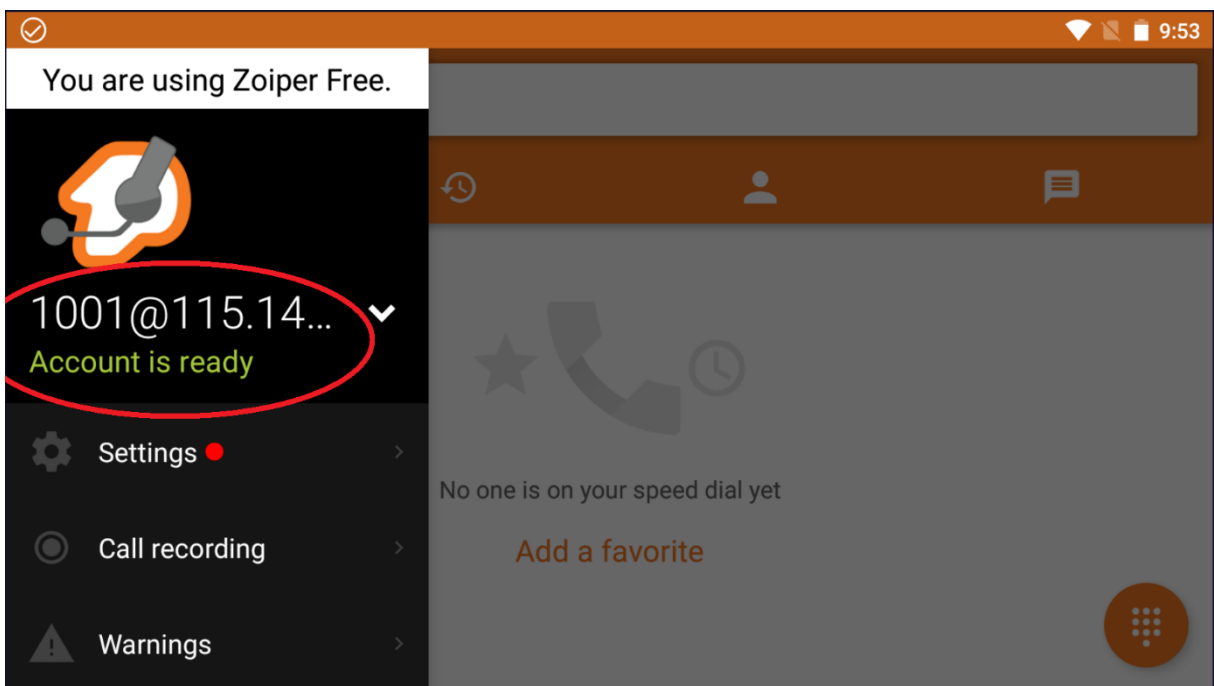 9:53
You are using Zoiper Free.
1001@115.14...
Account is ready
Settings
Call recording
Warnings
No one is on your speed dial yet
Add a favorite